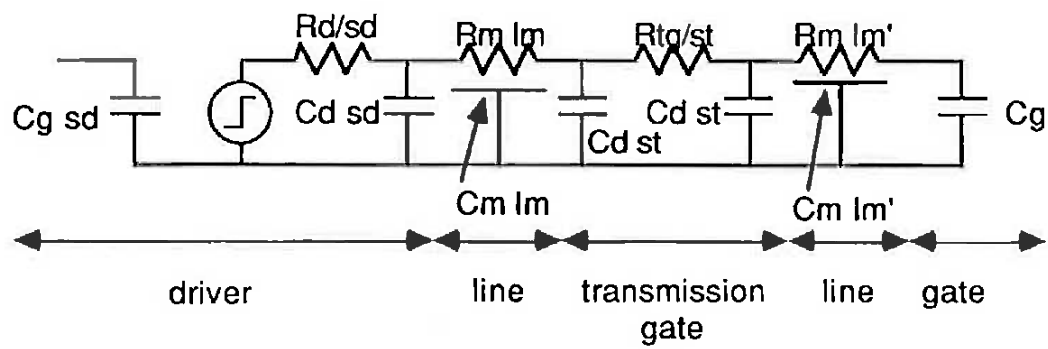 Rd/sd Rm lm Rtg/st Rm lm'
Cg sd Cd sd Cd st Cd st Cg
Cm lm Cm lm'
driver line transmission gate line gate